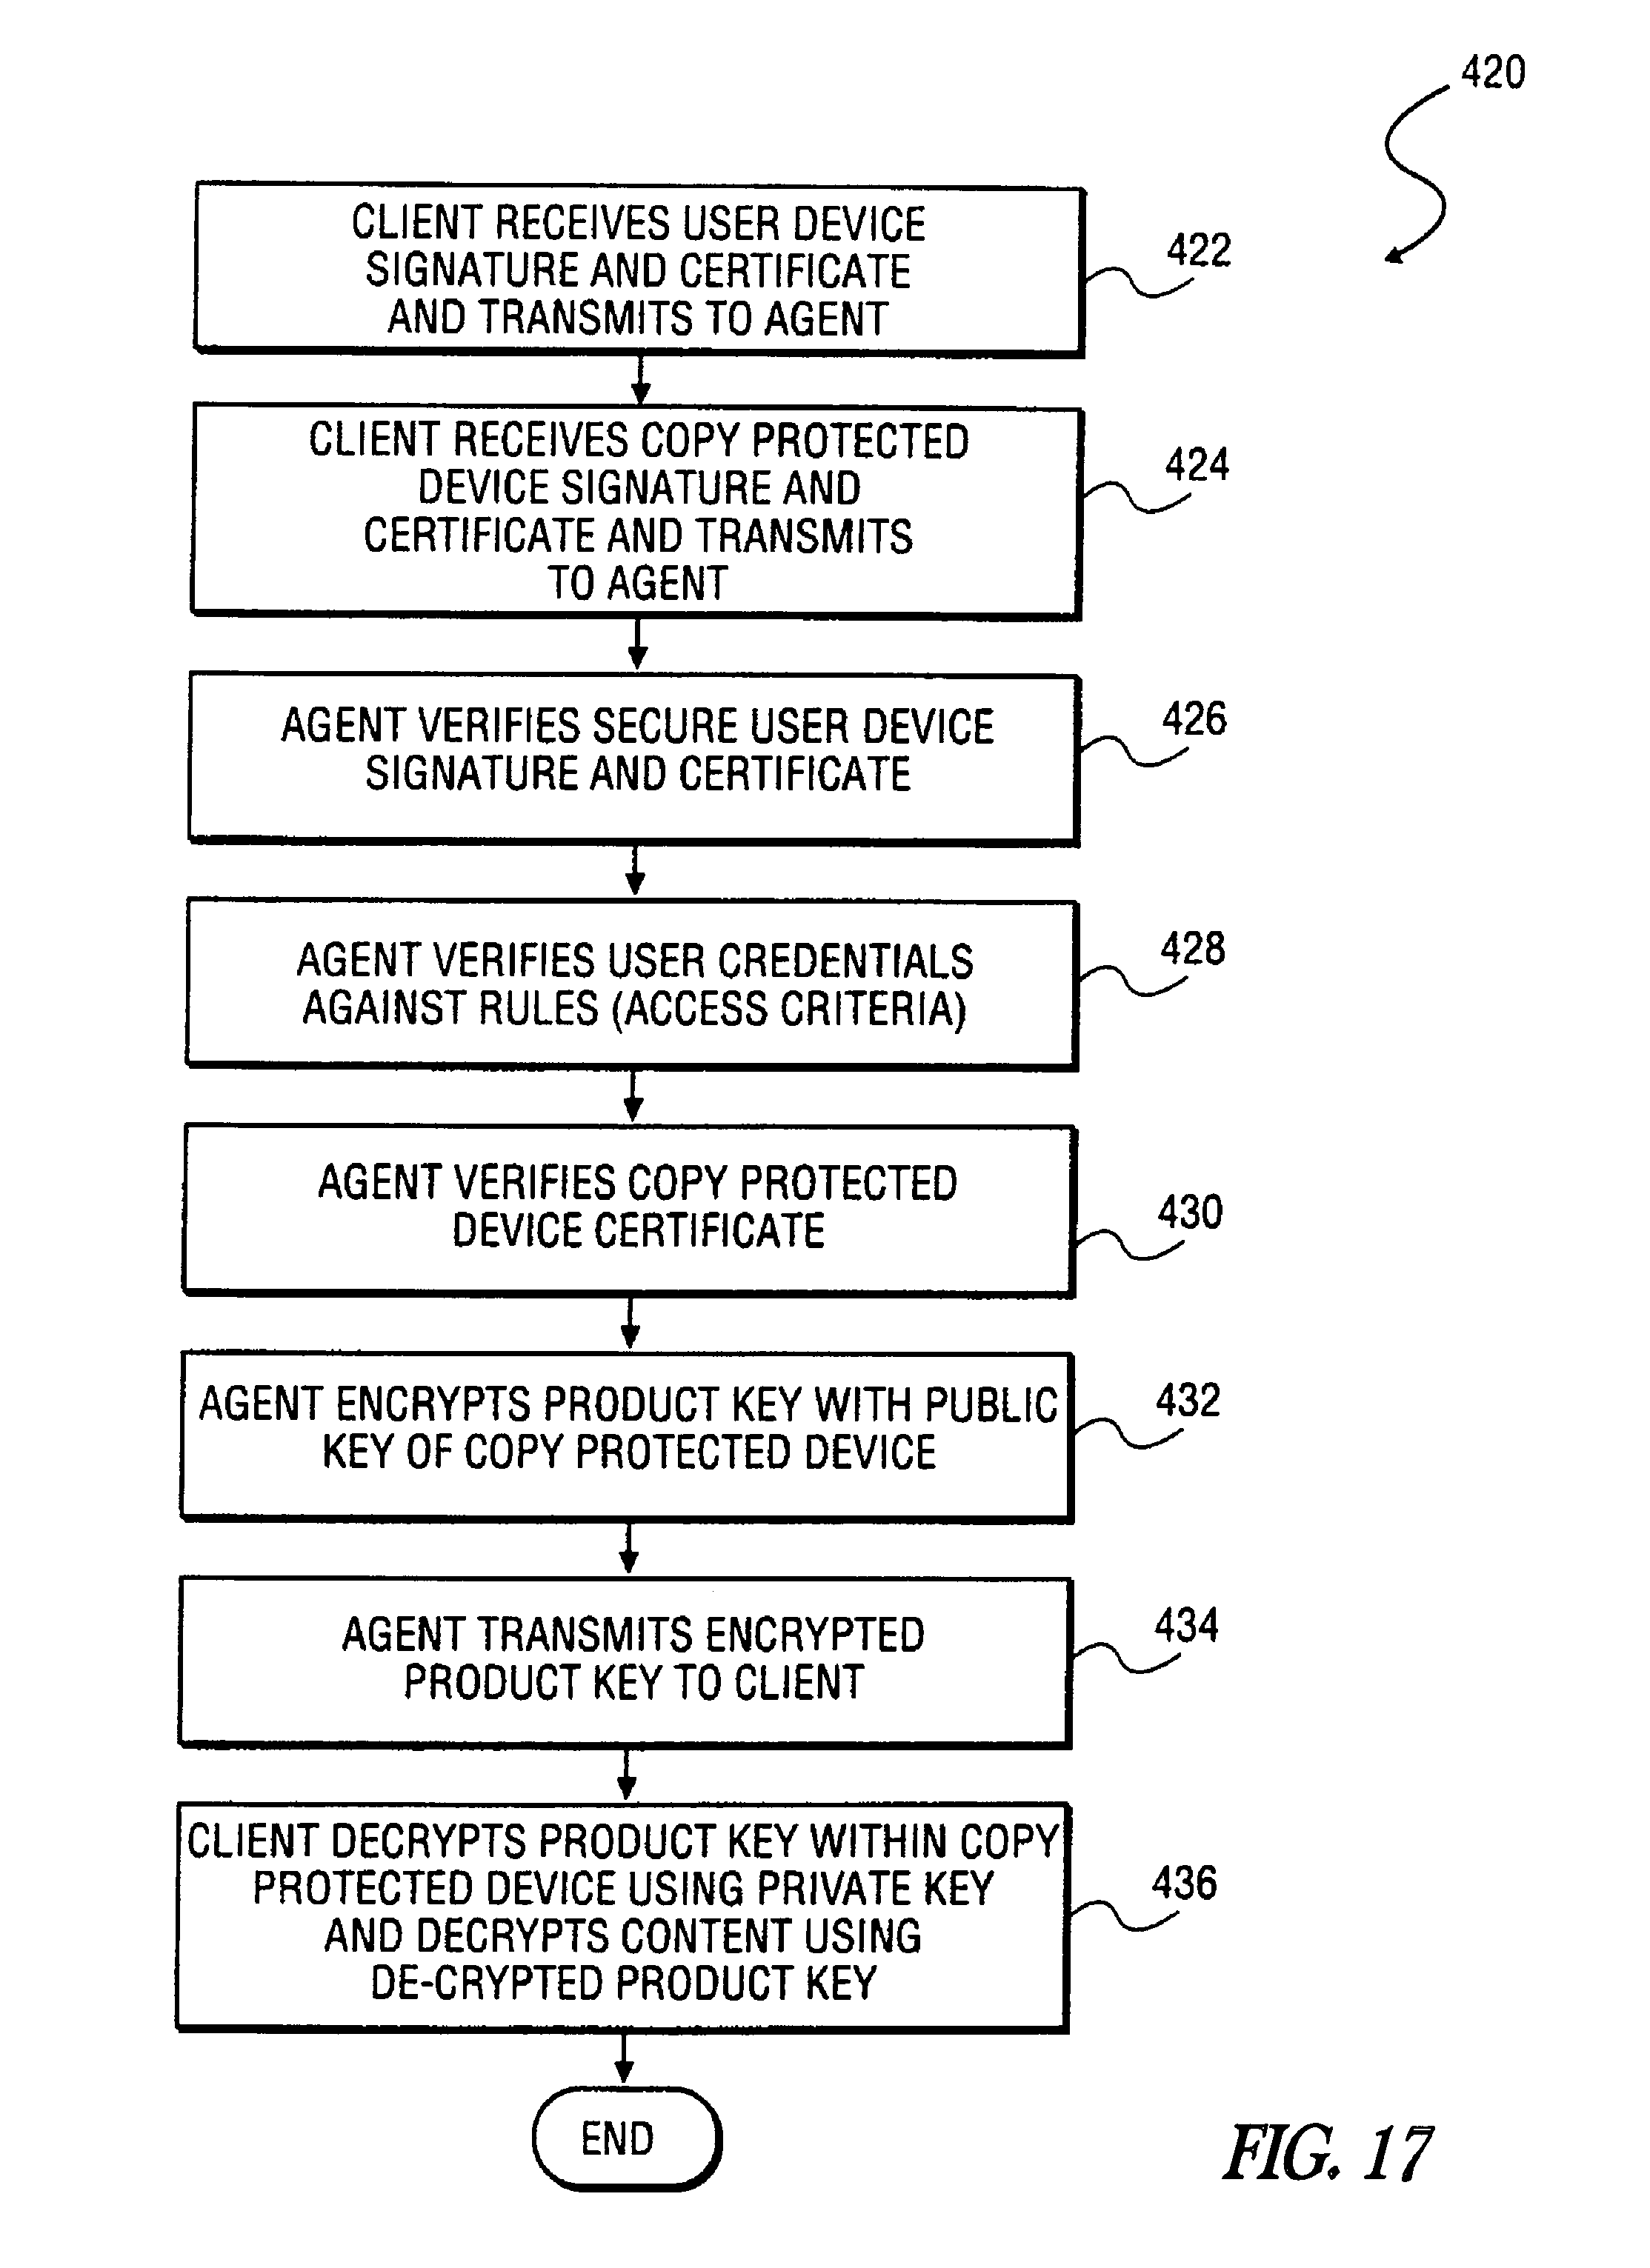 420
CLIENT RECEIVES USER DEVICE
SIGNATURE AND CERTIFICATE
AND TRANSMITS TO AGENT
422
CLIENT RECEIVES COPY PROTECTED
DEVICE SIGNATURE AND
CERTIFICATE AND TRANSMITS
TO AGENT
424
AGENT VERIFIES SECURE USER DEVICE
SIGNATURE AND CERTIFICATE
426
AGENT VERIFIES USER CREDENTIALS
AGAINST RULES (ACCESS CRITERIA)
428
AGENT VERIFIES COPY PROTECTED
DEVICE CERTIFICATE
430
AGENT ENCRYPTS PRODUCT KEY WITH PUBLIC
KEY OF COPY PROTECTED DEVICE
432
AGENT TRANSMITS ENCRYPTED
PRODUCT KEY TO CLIENT
434
CLIENT DECRYPTS PRODUCT KEY WITHIN COPY
PROTECTED DEVICE USING PRIVATE KEY
AND DECRYPTS CONTENT USING
DE-CRYPTED PRODUCT KEY
436
END
FIG. 17